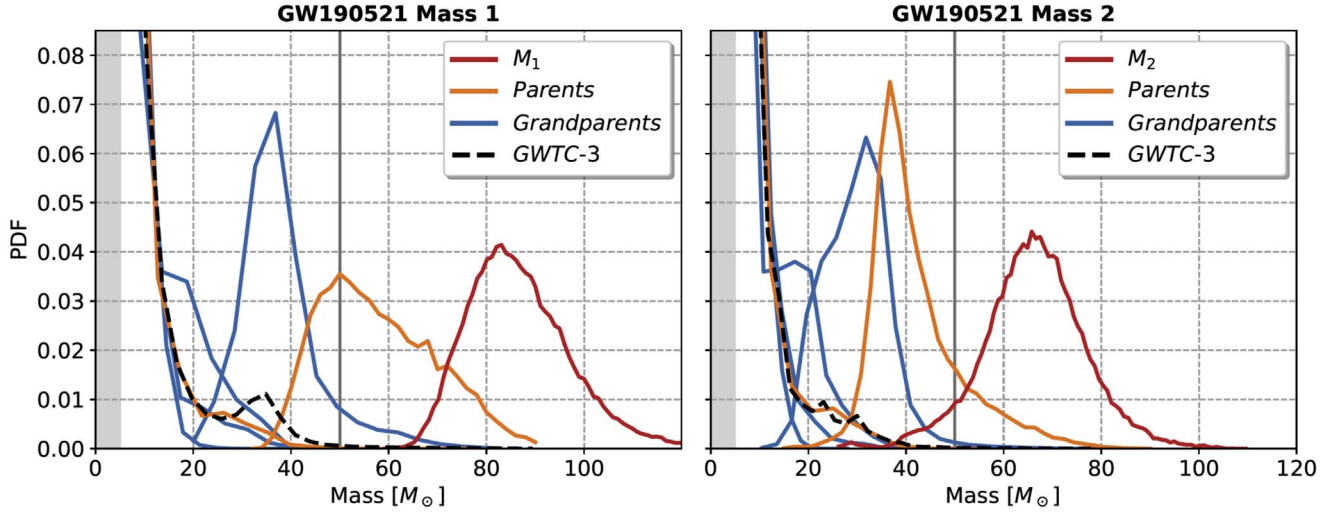 GW190521 Mass 1
PDF
0.08
0.07
0.06
0.05
0.04
0.03
0.02
0.01
0.00
0
20
40
60
80
100
Mass [M⊙]
M₁
Parents
Grandparents
GWTC-3
GW190521 Mass 2
0
20
40
60
80
100
120
Mass [M⊙]
M₂
Parents
Grandparents
GWTC-3